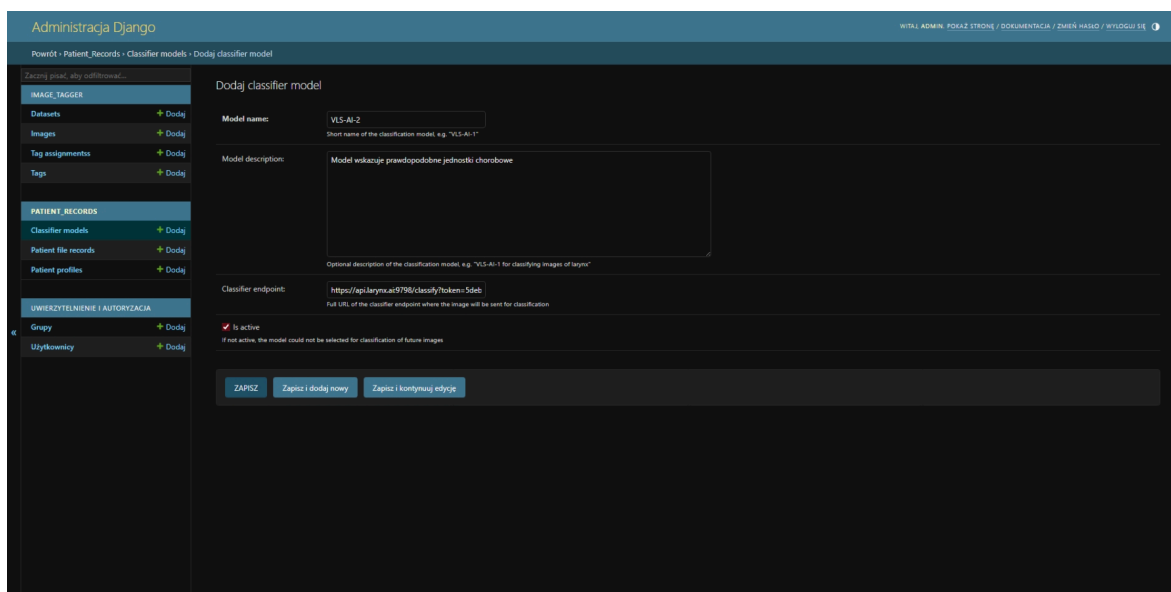 Administracja Django
WITAJ, ADMIN. POKAŻ STRONĘ / DOKUMENTACJA / ZMIEŃ HASŁO / WYLOGUJ SIĘ
Powrót › Patient_Records › Classifier models › Dodaj classifier model
Zacznij pisać, aby odfiltrować...
IMAGE_TAGGER
Datasets + Dodaj
Images + Dodaj
Tag assignmentss + Dodaj
Tags + Dodaj
PATIENT_RECORDS
Classifier models + Dodaj
Patient file records + Dodaj
Patient profiles + Dodaj
UWIERZYTELNIENIE I AUTORYZACJA
Grupy + Dodaj
Użytkownicy + Dodaj
«
Dodaj classifier model
Model name: VLS-AI-2
Short name of the classification model, e.g. "VLS-AI-1"
Model description: Model wskazuje prawdopodobne jednostki chorobowe
Optional description of the classification model, e.g. "VLS-AI-1 for classifying images of larynx"
Classifier endpoint: https://api.larynx.ai:9798/classify?token=5deb
Full URL of the classifier endpoint where the image will be sent for classification
Is active
If not active, the model could not be selected for classification of future images
ZAPISZ Zapisz i dodaj nowy Zapisz i kontynuuj edycję